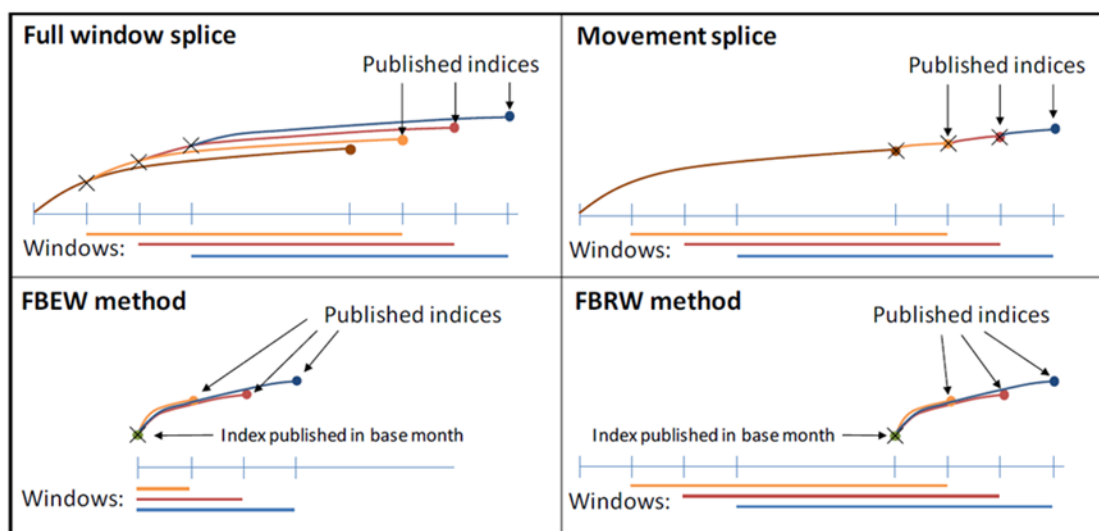 Full window splice
Published indices
Windows:
Movement splice
Published indices
Windows:
FBEW method
Published indices
Index published in base month
Windows:
FBRW method
Published indices
Index published in base month
Windows: